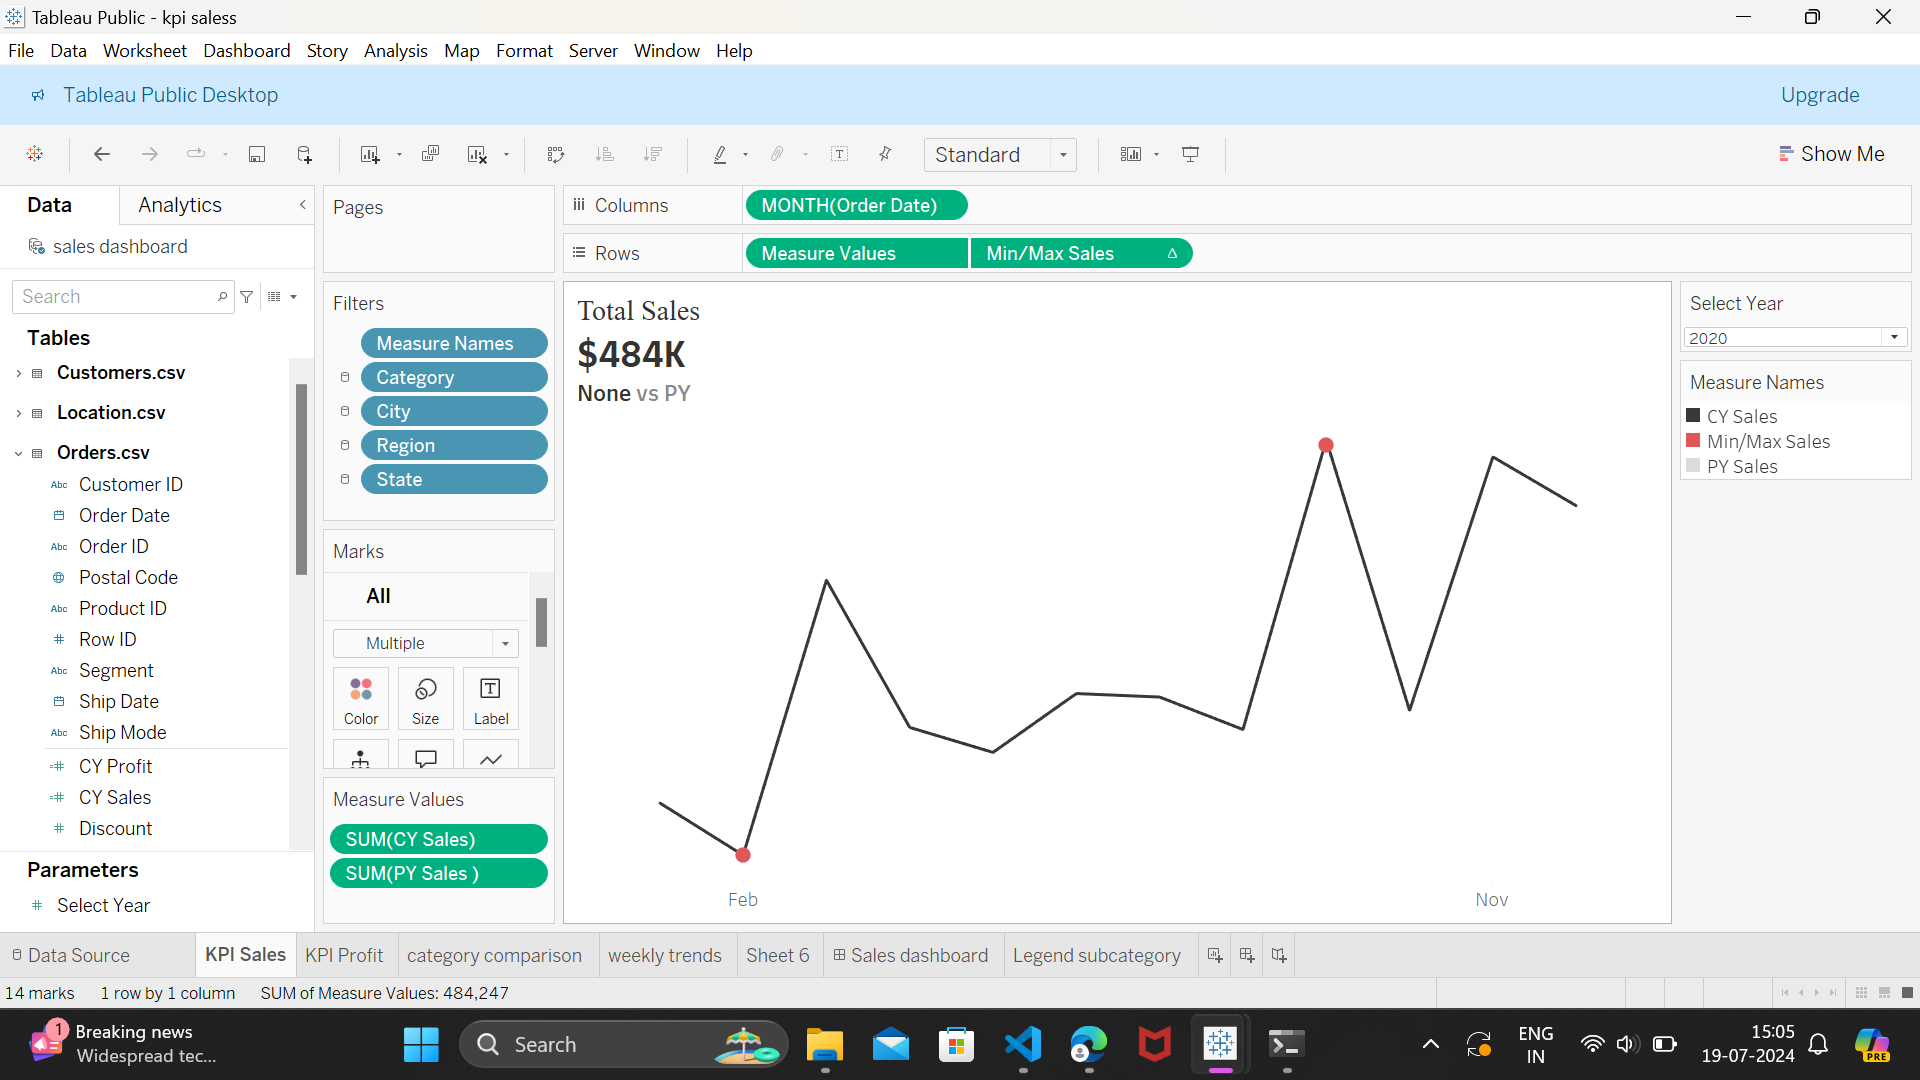 Tableau Public - kpi saless
File Data Worksheet Dashboard Story Analysis Map Format Server Window Help
Tableau Public Desktop Upgrade
Standard Show Me
Data Analytics
sales dashboard
Search
Tables
Customers.csv
Location.csv
Orders.csv
Abc Customer ID
Order Date
Abc Order ID
Postal Code
Abc Product ID
# Row ID
Abc Segment
Ship Date
Abc Ship Mode
=# CY Profit
=# CY Sales
# Discount
Parameters
# Select Year
Pages
Filters
Measure Names
Category
City
Region
State
Marks
All
Multiple
Color Size Label
Measure Values
SUM(CY Sales)
SUM(PY Sales )
Columns MONTH(Order Date)
Rows Measure Values Min/Max Sales Δ
Total Sales
$484K
None vs PY
Feb Nov
Select Year
2020
Measure Names
CY Sales
Min/Max Sales
PY Sales
Data Source KPI Sales KPI Profit category comparison weekly trends Sheet 6 Sales dashboard Legend subcategory
14 marks 1 row by 1 column SUM of Measure Values: 484,247
1 Breaking news
Widespread tec...
Search
ENG
IN
15:05
19-07-2024
PRE